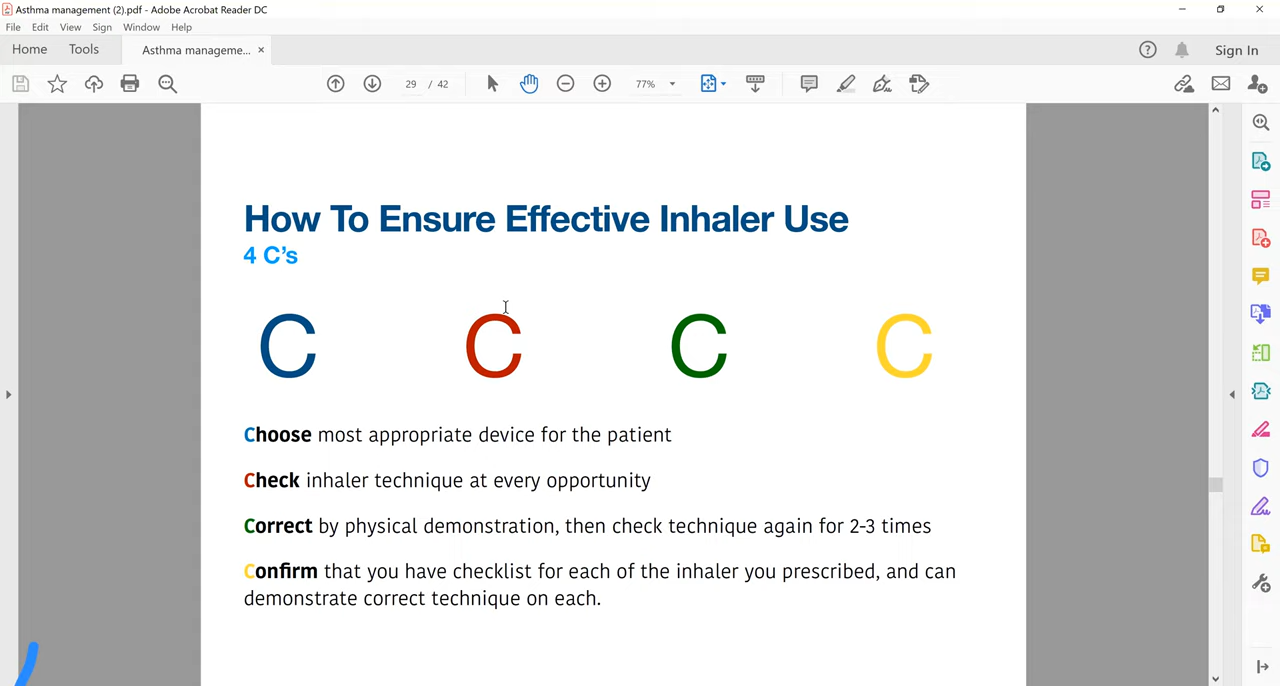 Asthma management (2).pdf - Adobe Acrobat Reader DC
File Edit View Sign Window Help
Home Tools Asthma manageme... × Sign In
29 / 42 77%
How To Ensure Effective Inhaler Use
4 C's
C C C C
Choose most appropriate device for the patient
Check inhaler technique at every opportunity
Correct by physical demonstration, then check technique again for 2-3 times
Confirm that you have checklist for each of the inhaler you prescribed, and can
demonstrate correct technique on each.